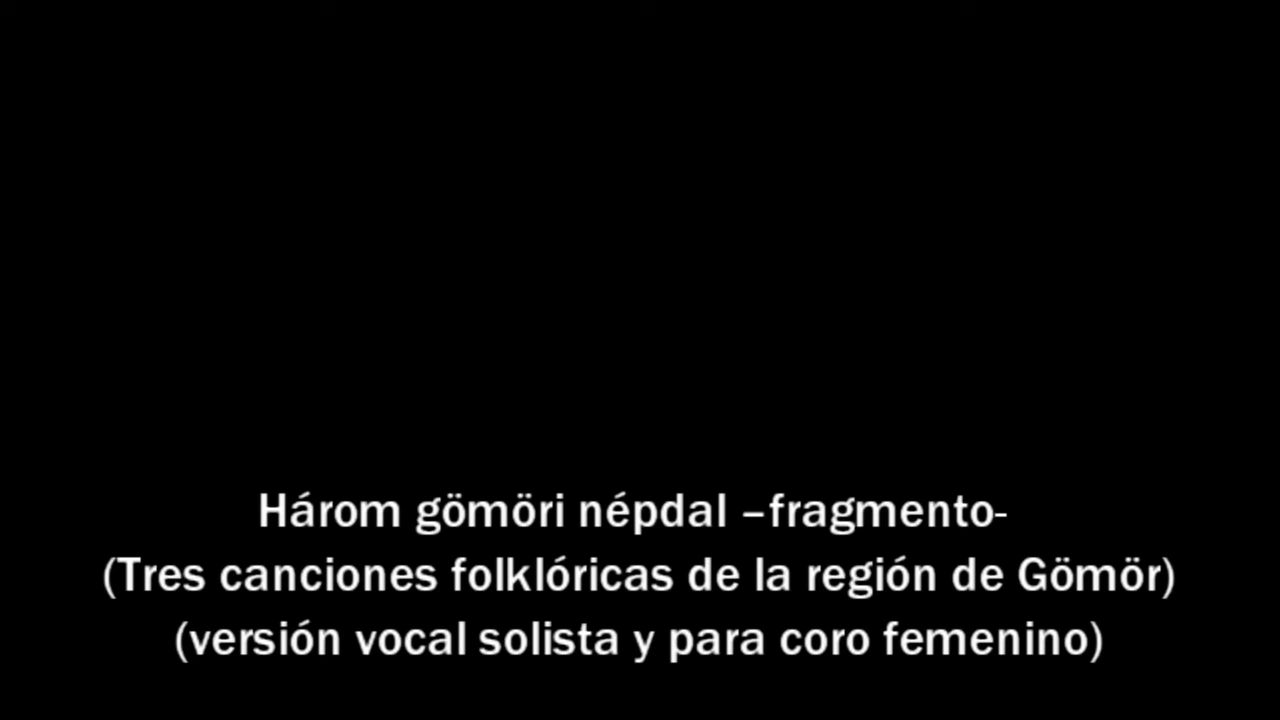 Három gömöri népdal –fragmento-
(Tres canciones folklóricas de la región de Gömör)
(versión vocal solista y para coro femenino)